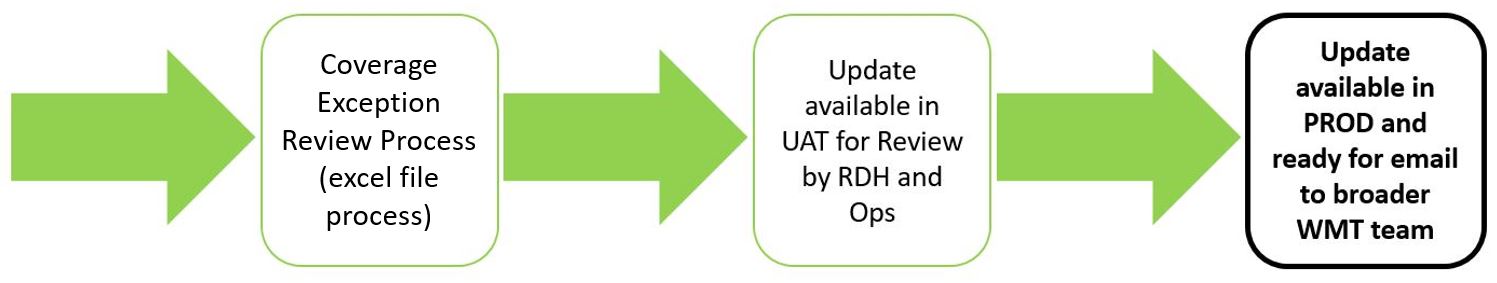 Coverage
Exception
Review Process
(excel file
process)
Update
available in
UAT for Review
by RDH and
Ops
Update
available in
PROD and
ready for email
to broader
WMT team